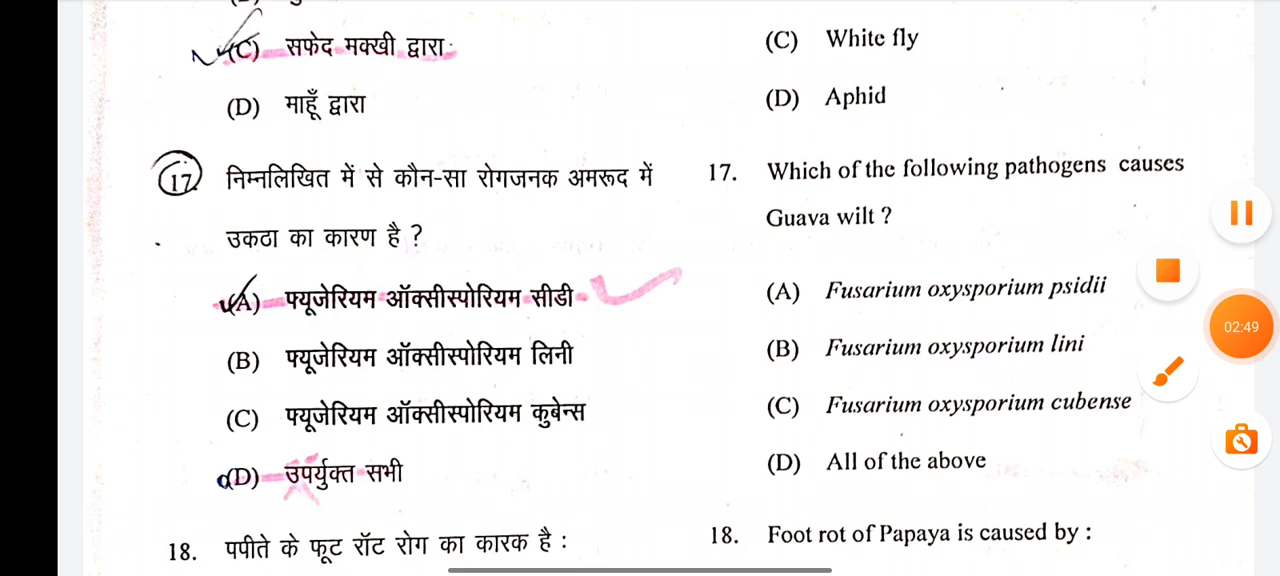 (C) सफेद मक्खी द्वारा
(D) माहूँ द्वारा
17. निम्नलिखित में से कौन-सा रोगजनक अमरूद में
उकठा का कारण है ?
(A) फ्यूजेरियम ऑक्सीस्पोरियम सीडी
(B) फ्यूजेरियम ऑक्सीस्पोरियम लिनी
(C) फ्यूजेरियम ऑक्सीस्पोरियम कुबेन्स
(D) उपर्युक्त सभी
18. पपीते के फूट रॉट रोग का कारक है :
(C) White fly
(D) Aphid
17. Which of the following pathogens causes
Guava wilt ?
(A) Fusarium oxysporium psidii
(B) Fusarium oxysporium lini
(C) Fusarium oxysporium cubense
(D) All of the above
18. Foot rot of Papaya is caused by :
02:49